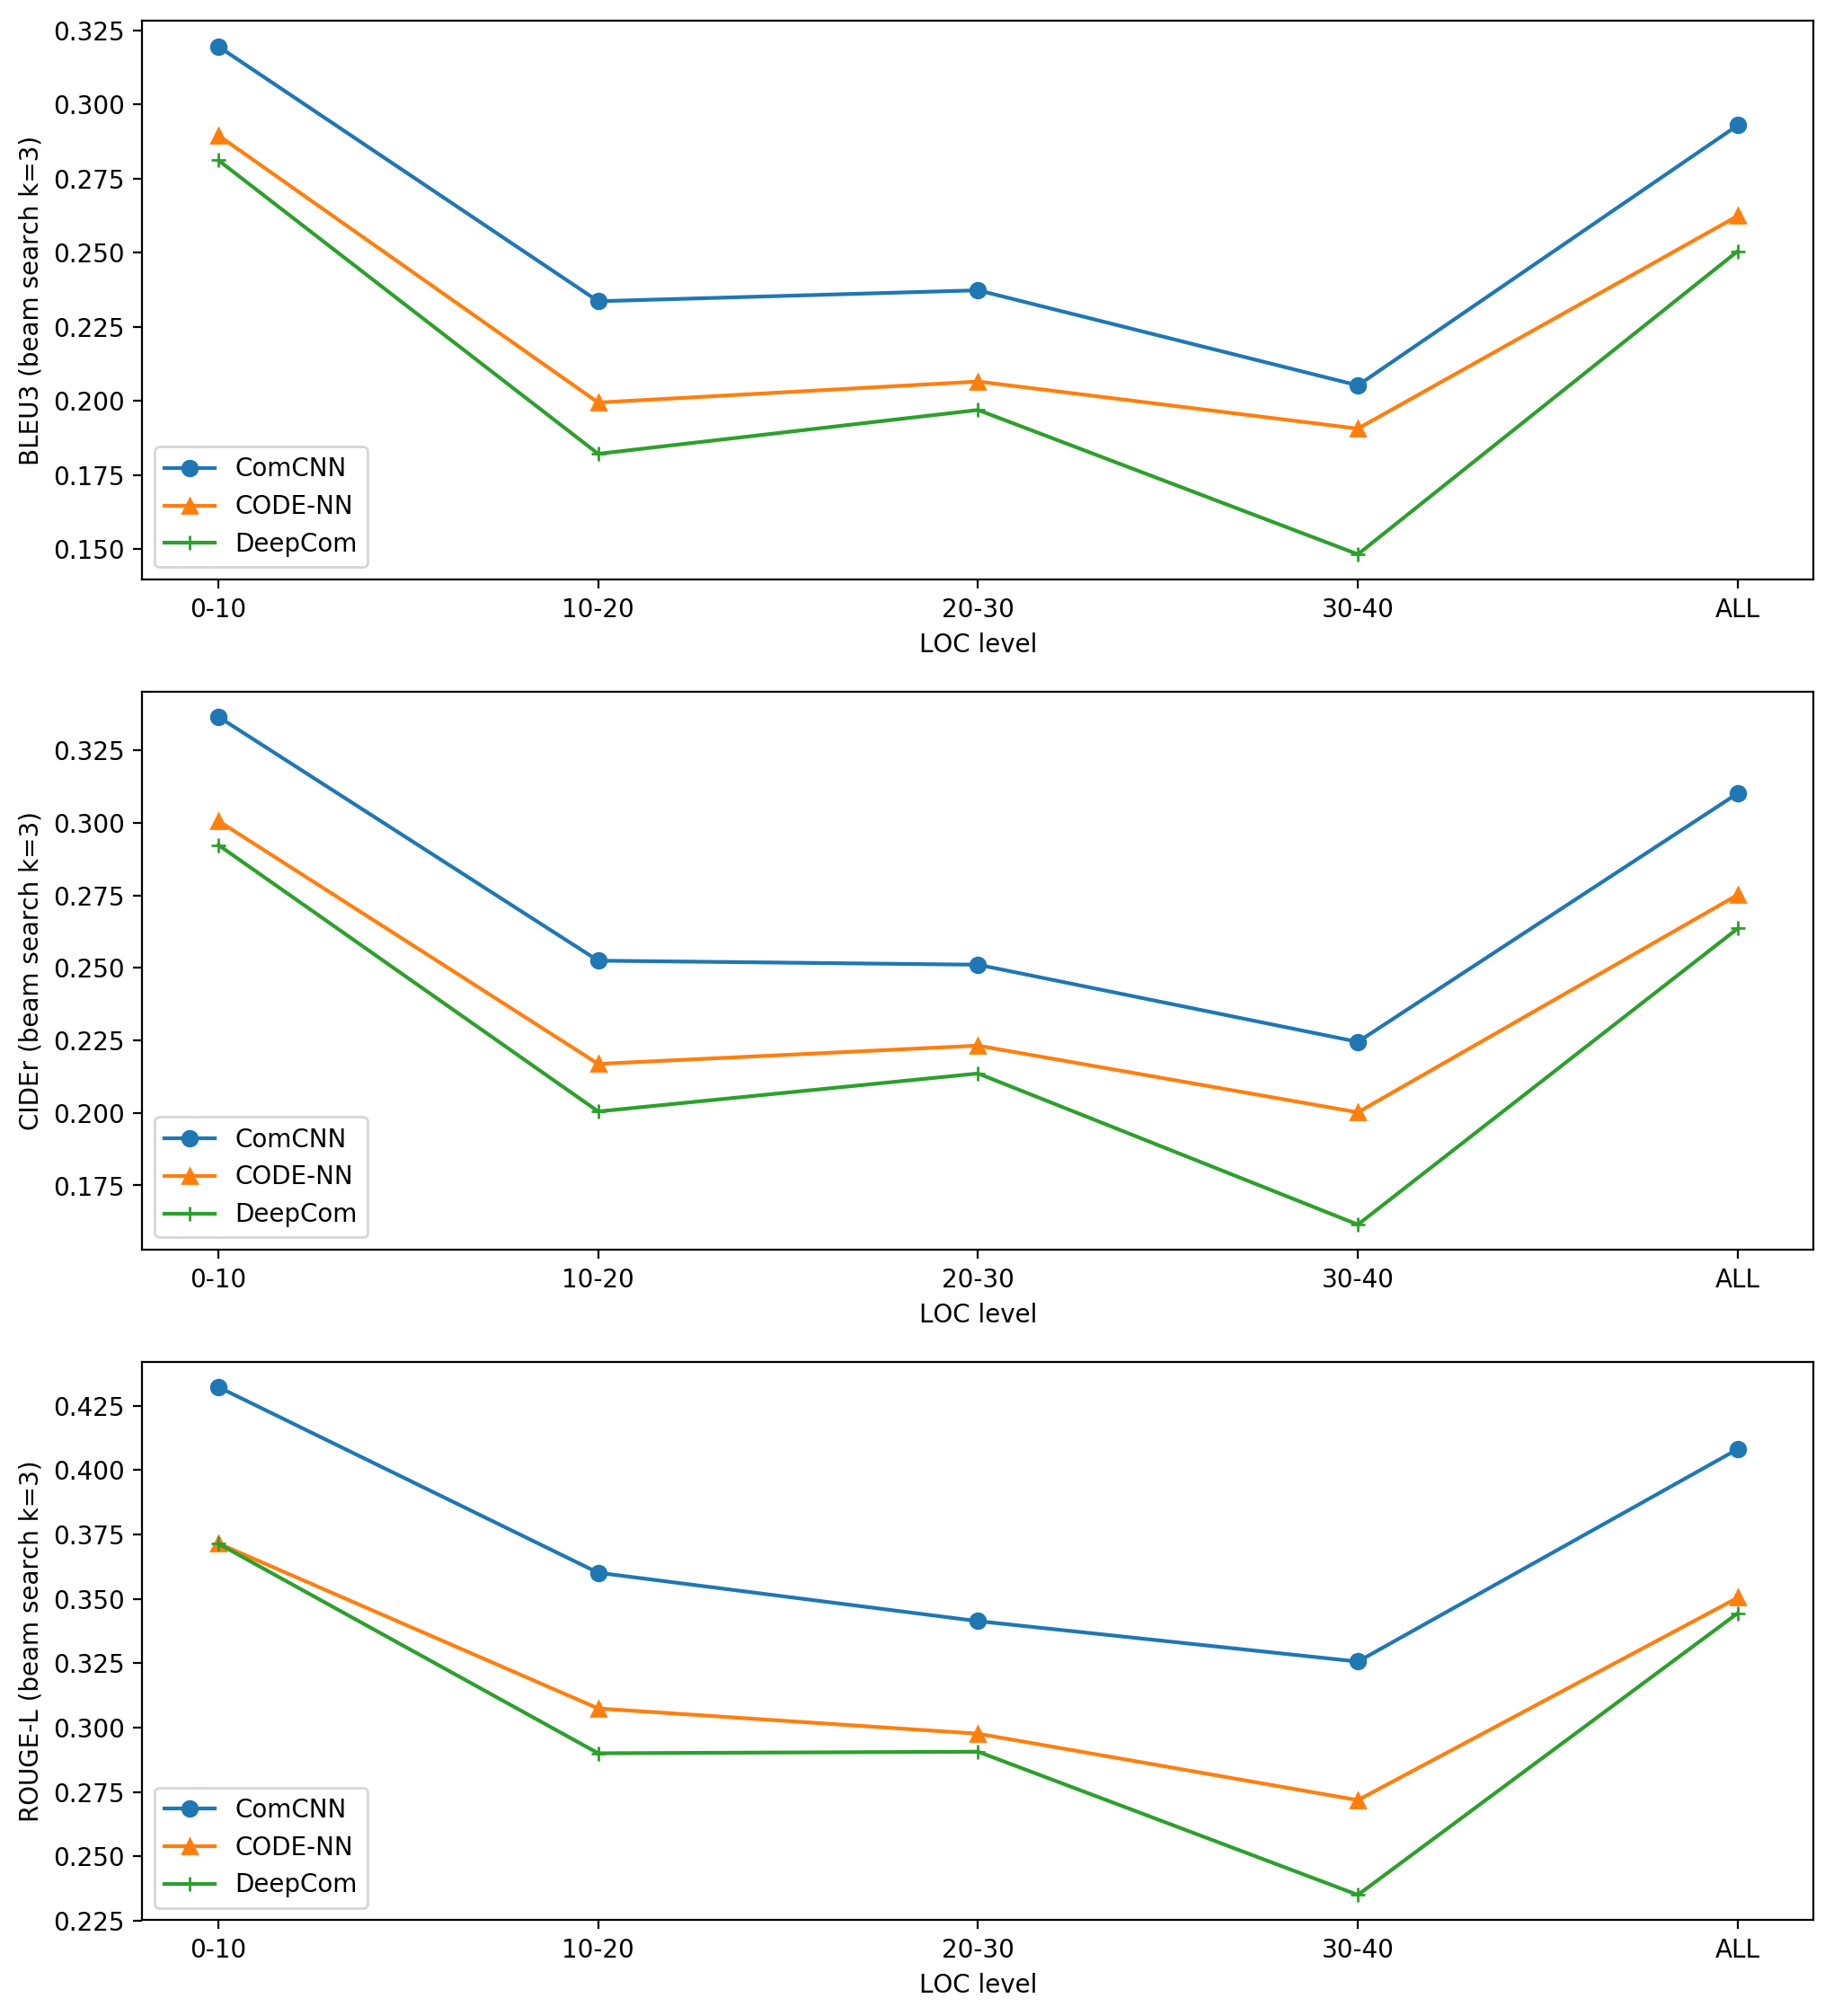 BLEU3 (beam search k=3)
0.325
0.300
0.275
0.250
0.225
0.200
0.175
0.150
ComCNN
CODE-NN
DeepCom
0-10 10-20 20-30 30-40 ALL
LOC level
CIDEr (beam search k=3)
0.325
0.300
0.275
0.250
0.225
0.200
0.175
ComCNN
CODE-NN
DeepCom
0-10 10-20 20-30 30-40 ALL
LOC level
ROUGE-L (beam search k=3)
0.425
0.400
0.375
0.350
0.325
0.300
0.275
0.250
0.225
ComCNN
CODE-NN
DeepCom
0-10 10-20 20-30 30-40 ALL
LOC level